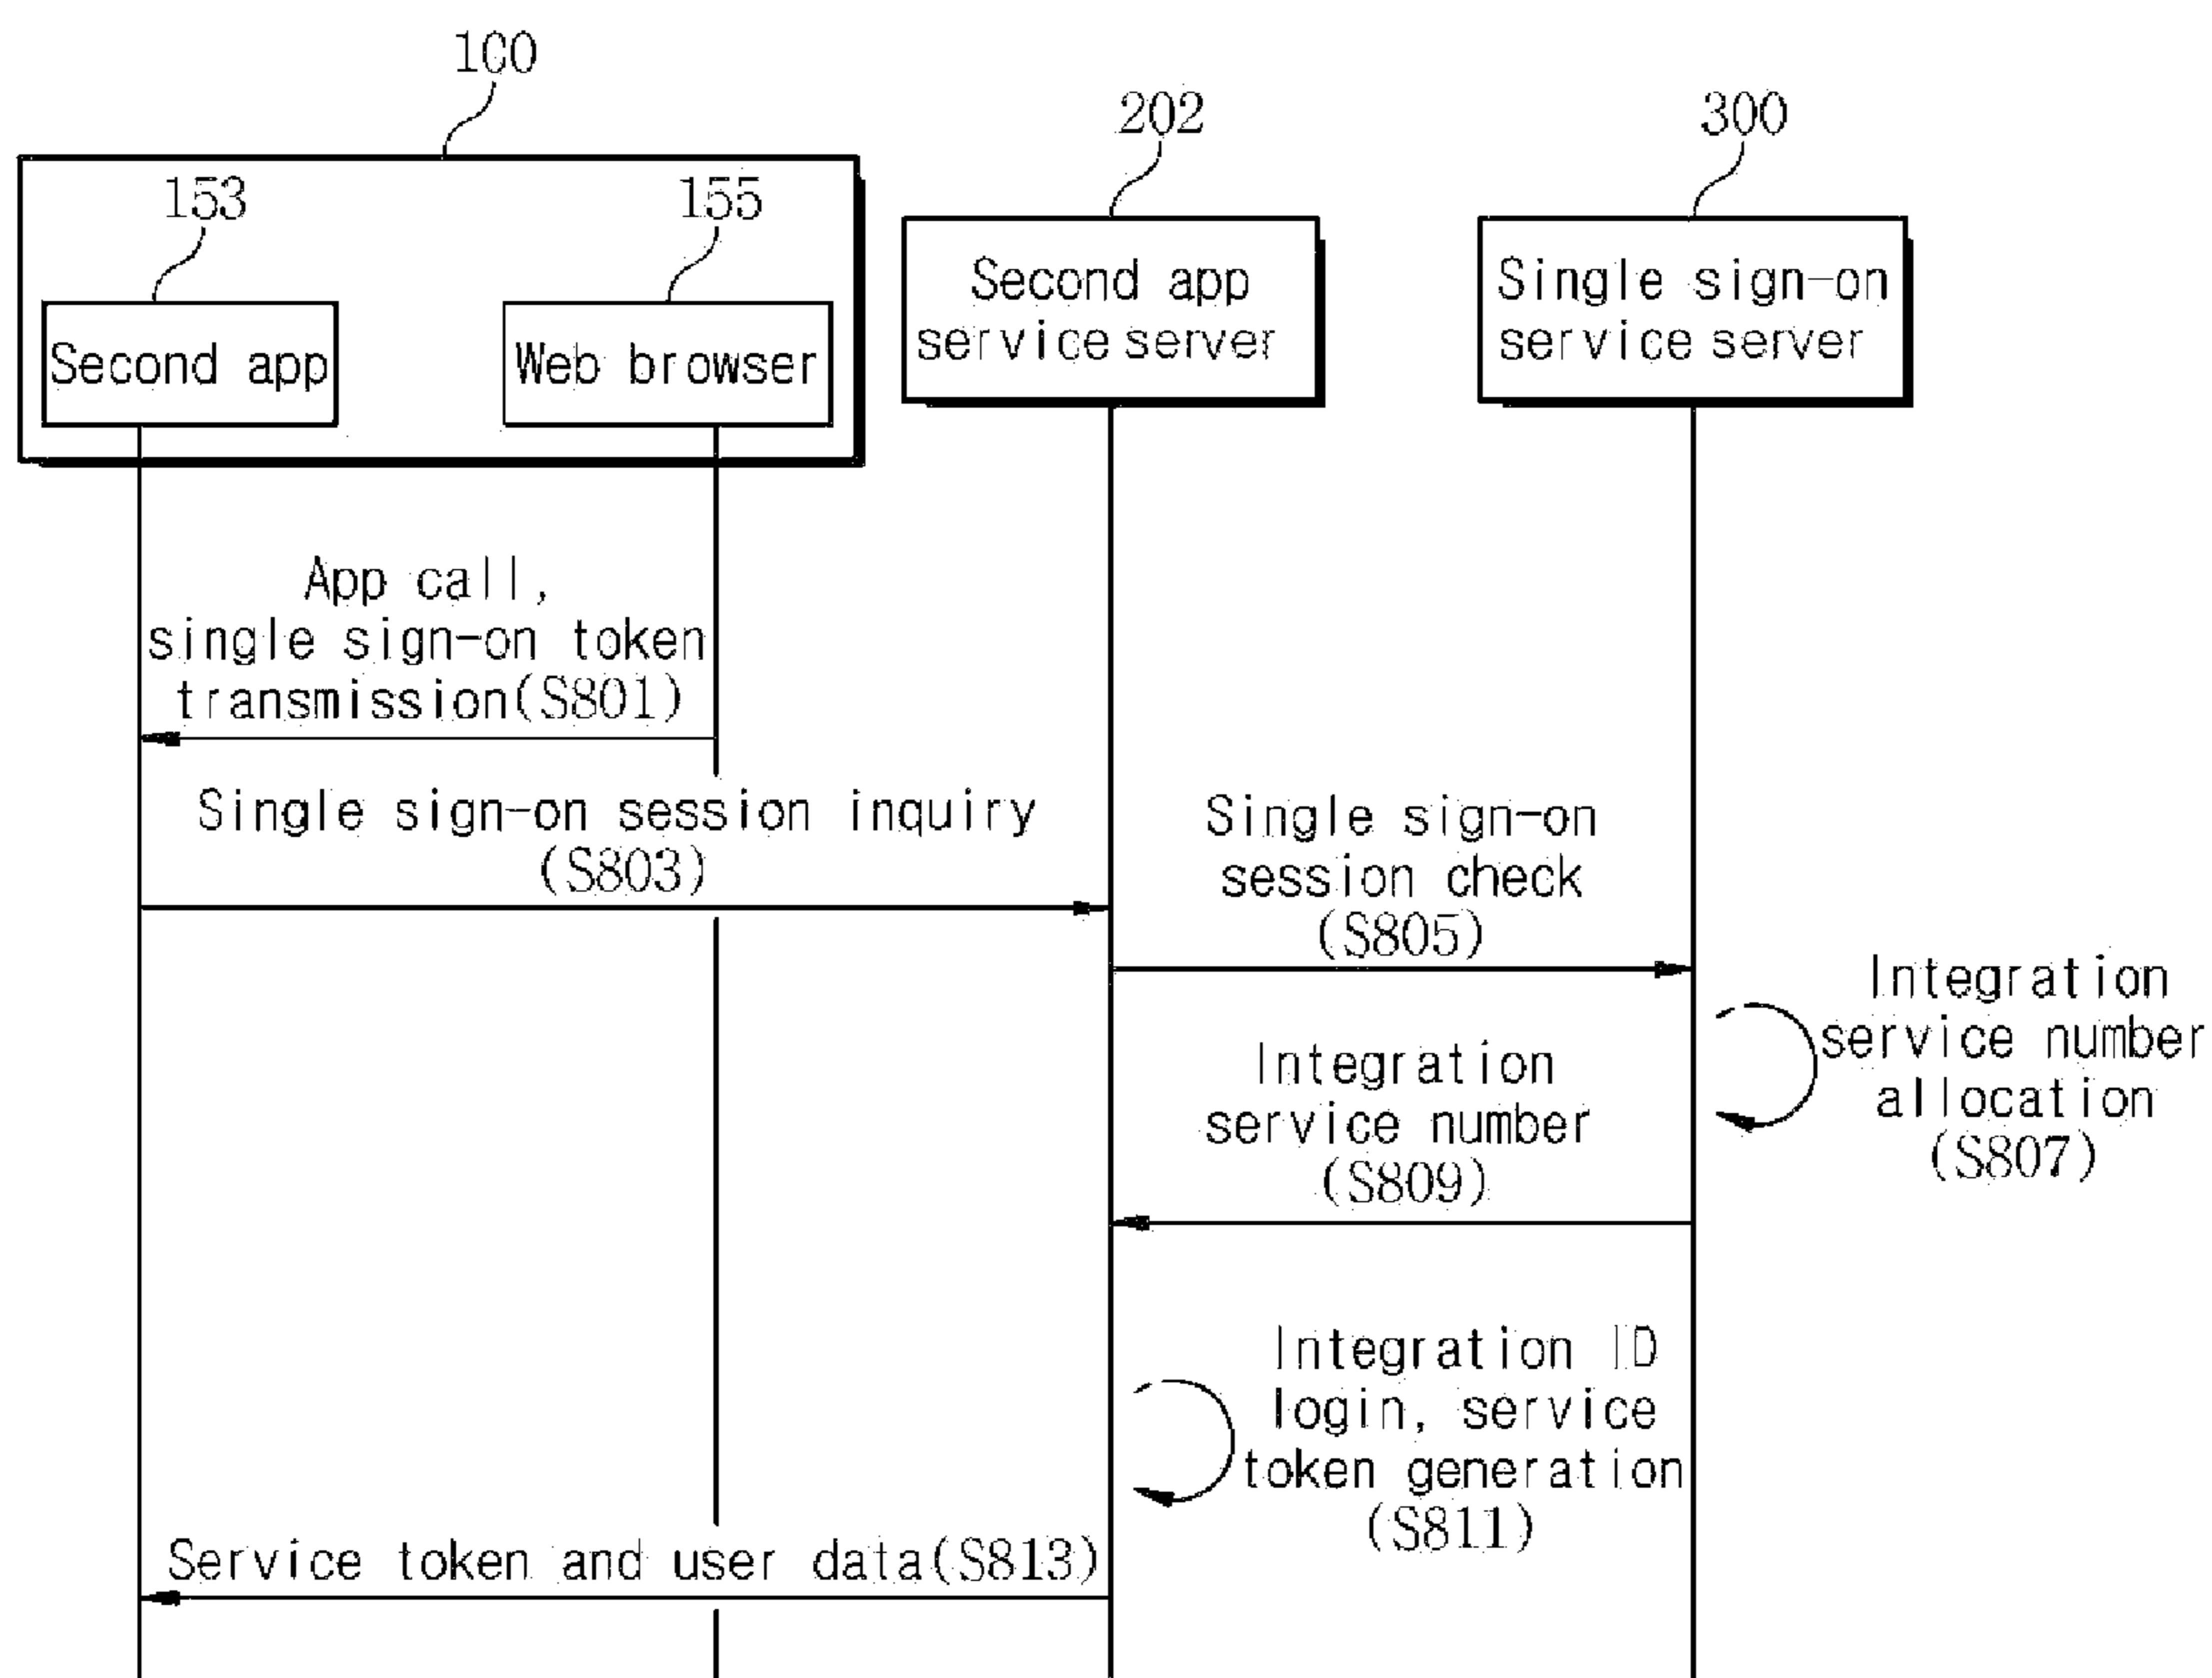 100
202
300
153
155
Second app
Web browser
Second app
service server
Single sign-on
service server
App call,
single sign-on token
transmission(S801)
Single sign-on session inquiry
(S803)
Single sign-on
session check
(S805)
Integration
service number
allocation
(S807)
Integration
service number
(S809)
Integration ID
login, service
token generation
(S811)
Service token and user data(S813)